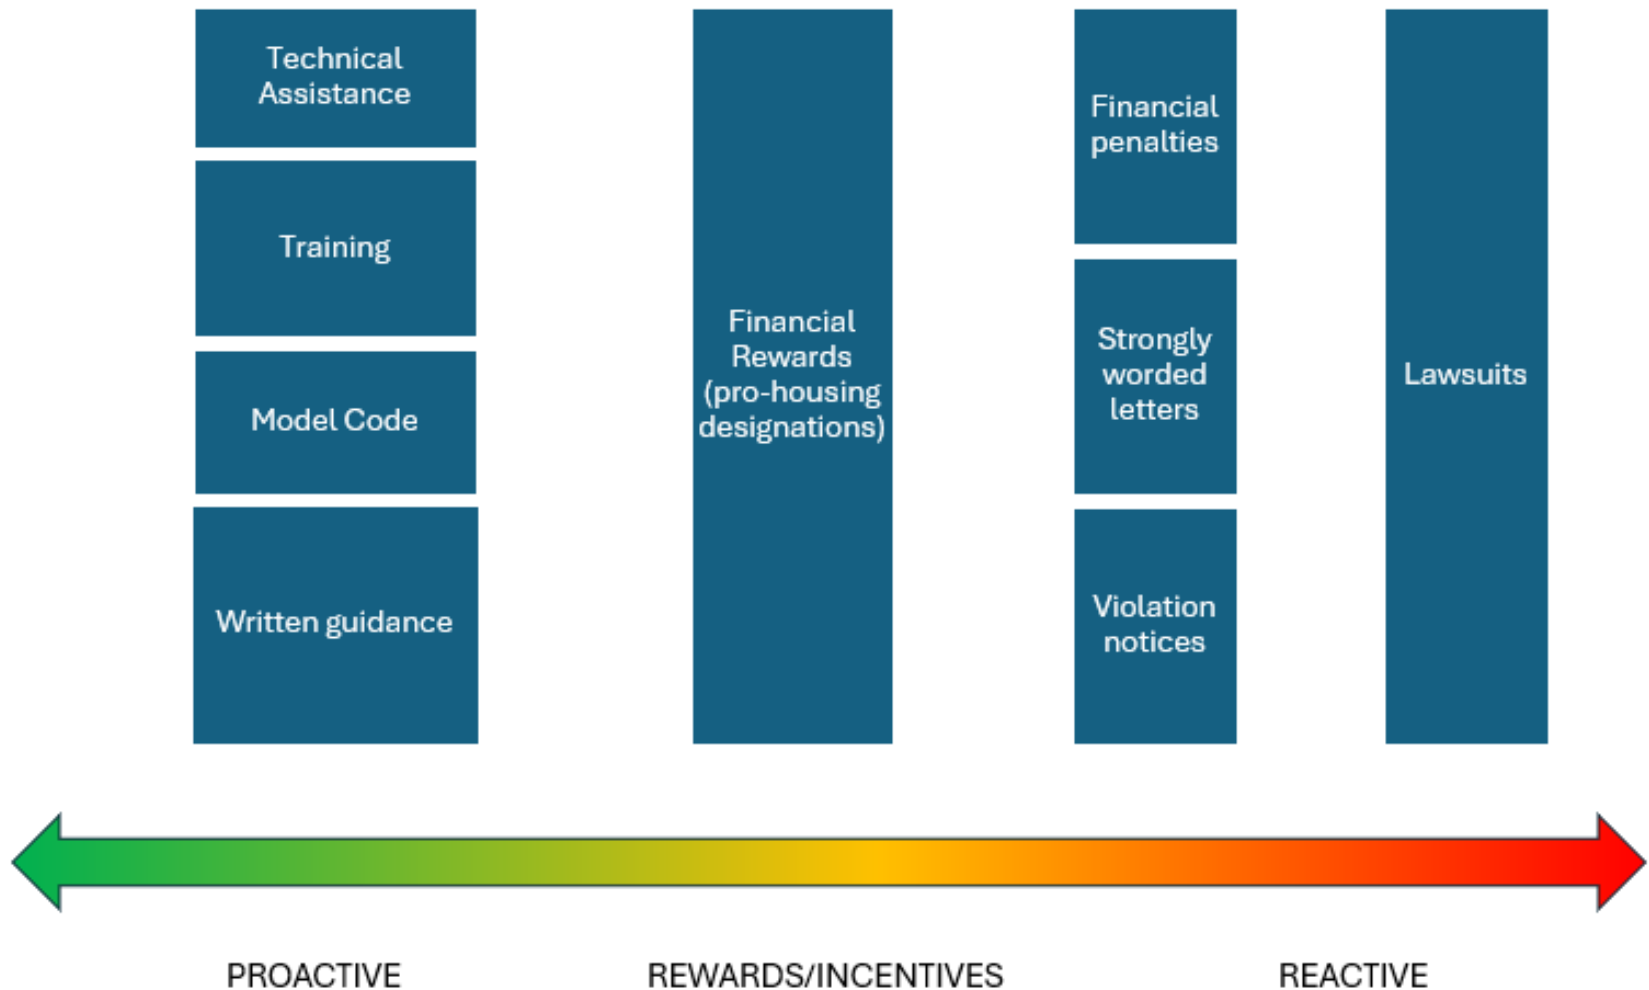 Technical
Assistance
Training
Model Code
Written guidance
Financial
Rewards
(pro-housing
designations)
Financial
penalties
Strongly
worded
letters
Violation
notices
Lawsuits
PROACTIVE
REWARDS/INCENTIVES
REACTIVE